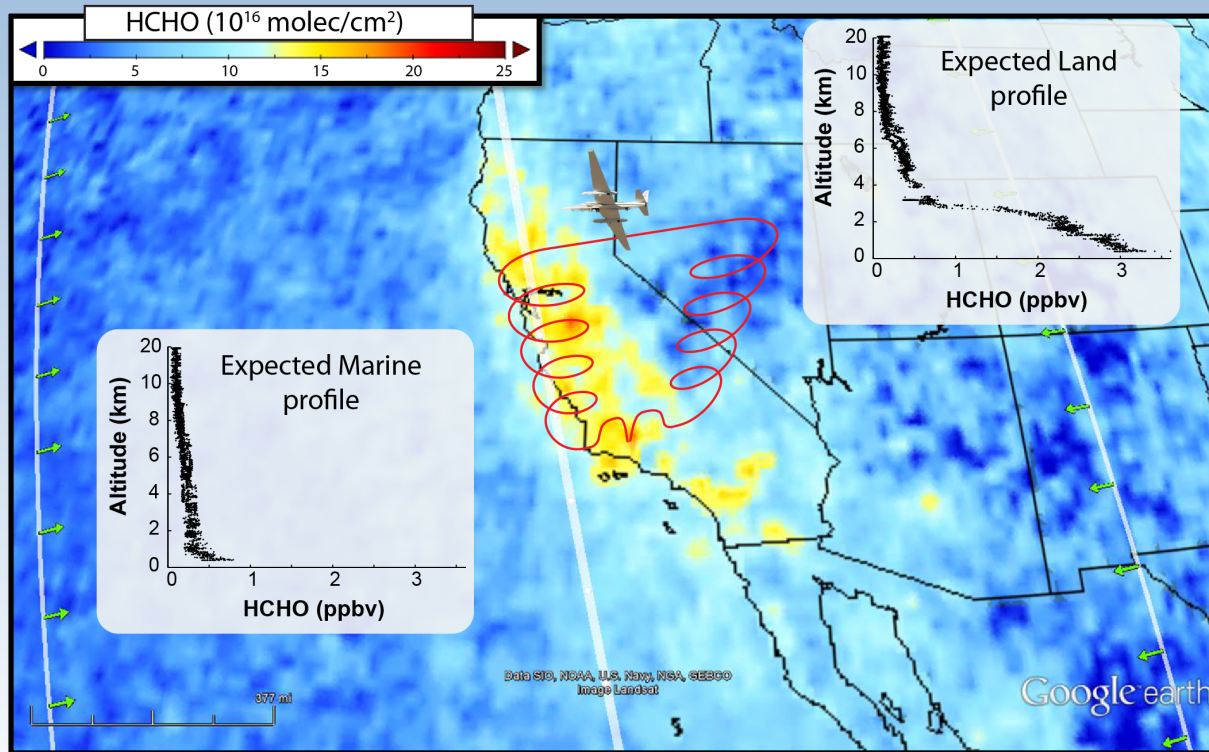 HCHO (10¹⁶ molec/cm²)
0 5 10 15 20 25
Expected Land
profile
Altitude (km)
20
10
8
6
4
2
0
0 1 2 3
HCHO (ppbv)
Expected Marine
profile
Altitude (km)
20
10
8
6
4
2
0
0 1 2 3
HCHO (ppbv)
Data SIO, NOAA, U.S. Navy, NGA, GEBCO
Image Landsat
377 mi
Google earth